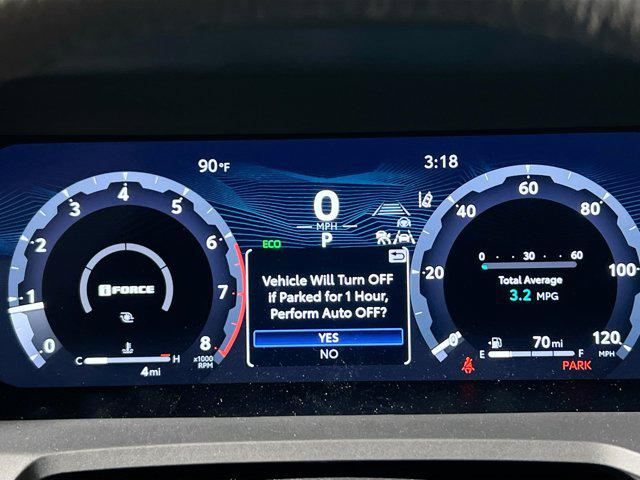 90°F
3:18
0
MPH
P
ECO
0 1 2 3 4 5 6 7 8
x1000
RPM
iFORCE
C H
4mi
Vehicle Will Turn OFF
if Parked for 1 Hour,
Perform Auto OFF?
YES
NO
0 20 40 60 80 100 120
MPH
0 30 60
Total Average
3.2 MPG
70mi
E F
PARK